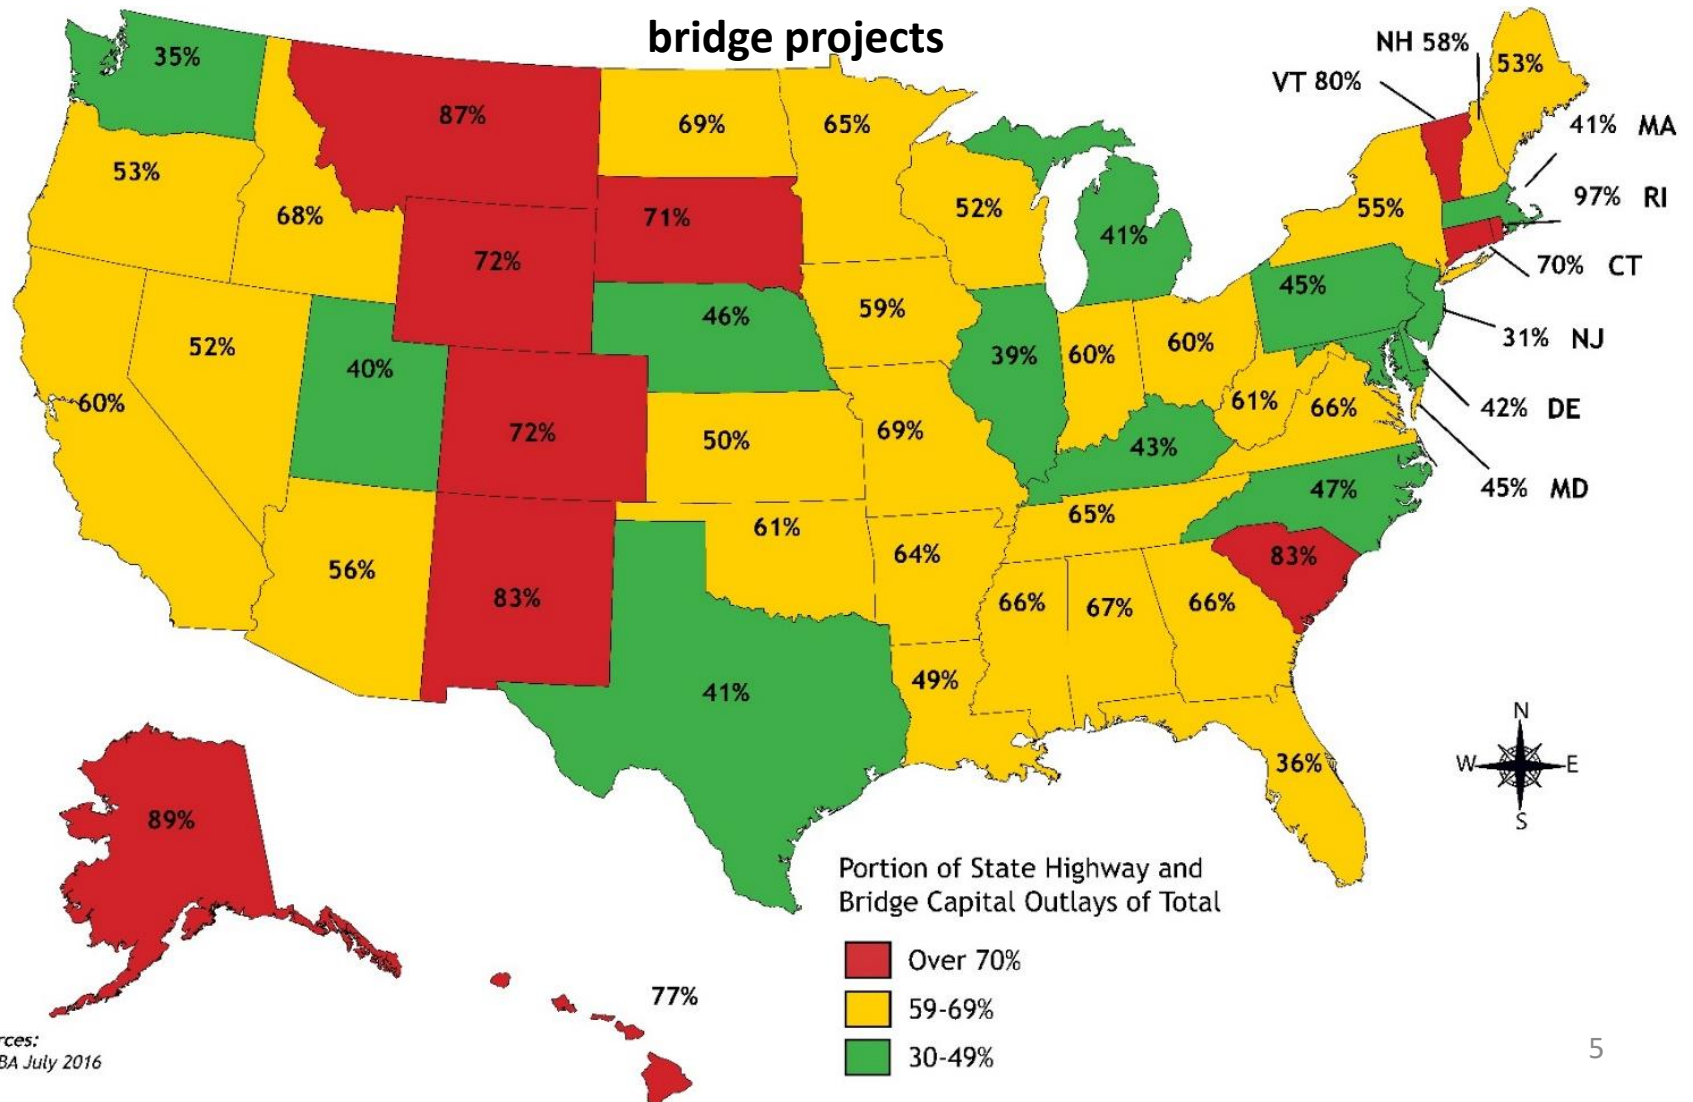 bridge projects
NH 58%
VT 80%
53%
35%
87%
69%
65%
41% MA
53%
68%
71%
52%
55%
97% RI
72%
41%
70% CT
46%
59%
45%
52%
40%
39%
60%
60%
31% NJ
60%
72%
50%
69%
43%
61%
66%
42% DE
47%
45% MD
61%
65%
56%
83%
64%
83%
66%
67%
66%
41%
49%
36%
N
W
E
S
89%
77%
Portion of State Highway and
Bridge Capital Outlays of Total
Over 70%
59-69%
30-49%
rces:
BA July 2016
5